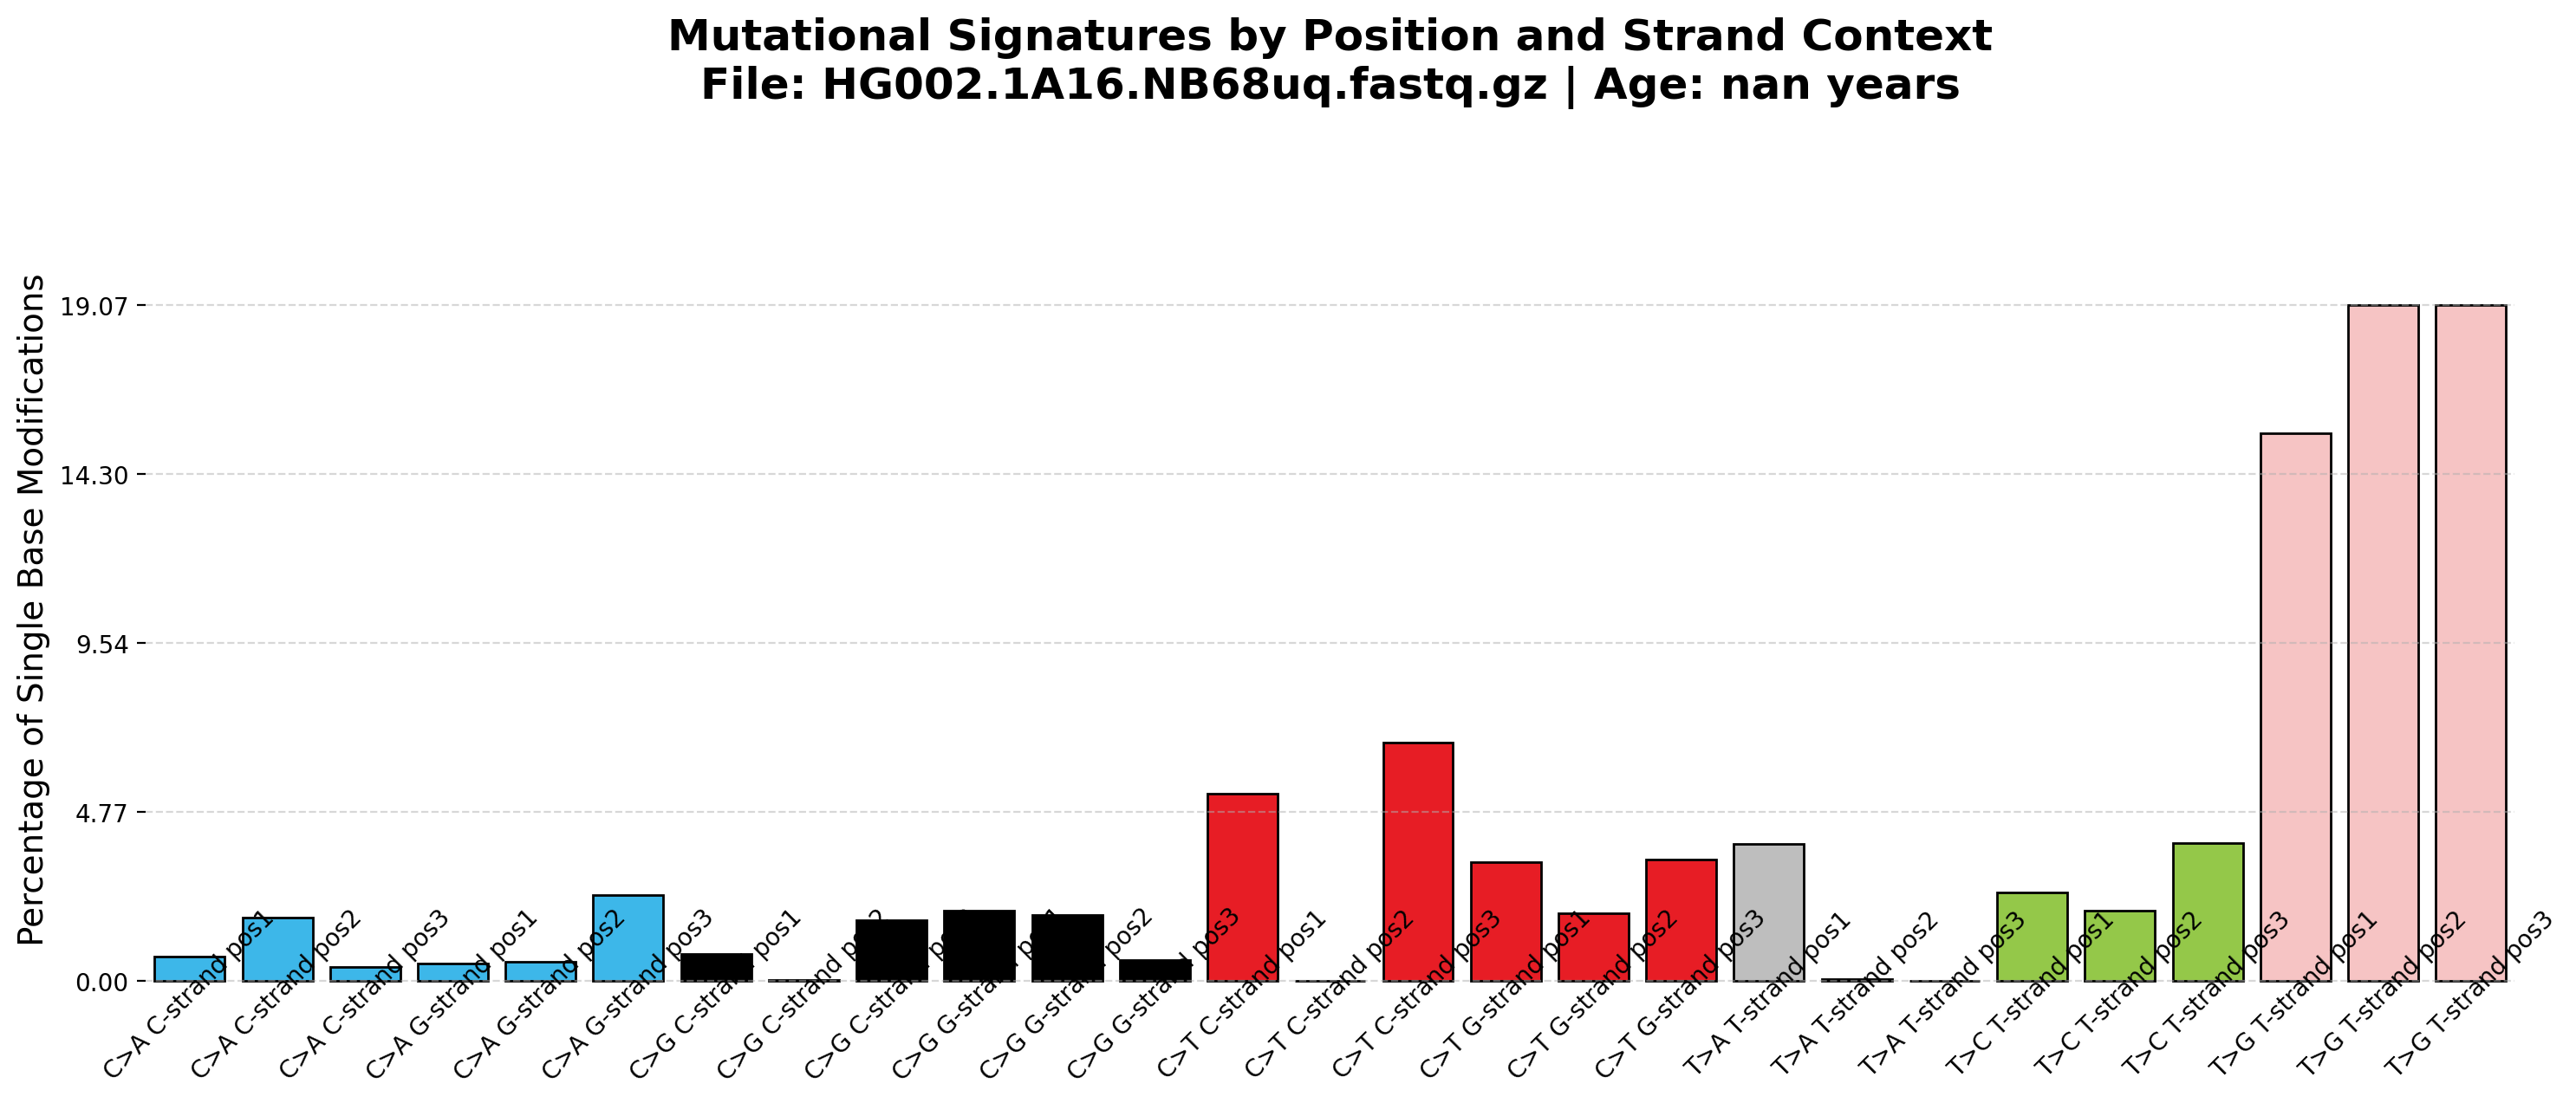 Mutational Signatures by Position and Strand Context
File: HG002.1A16.NB68uq.fastq.gz | Age: nan years
Percentage of Single Base Modifications
19.07
14.30
9.54
4.77
0.00
C>A C-strand pos1
C>A C-strand pos2
C>A C-strand pos3
C>A G-strand pos1
C>A G-strand pos2
C>A G-strand pos3
C>G C-strand pos1
C>G C-strand pos2
C>G C-strand pos3
C>G G-strand pos1
C>G G-strand pos2
C>G G-strand pos3
C>T C-strand pos1
C>T C-strand pos2
C>T C-strand pos3
C>T G-strand pos1
C>T G-strand pos2
C>T G-strand pos3
T>A T-strand pos1
T>A T-strand pos2
T>A T-strand pos3
T>C T-strand pos1
T>C T-strand pos2
T>C T-strand pos3
T>G T-strand pos1
T>G T-strand pos2
T>G T-strand pos3